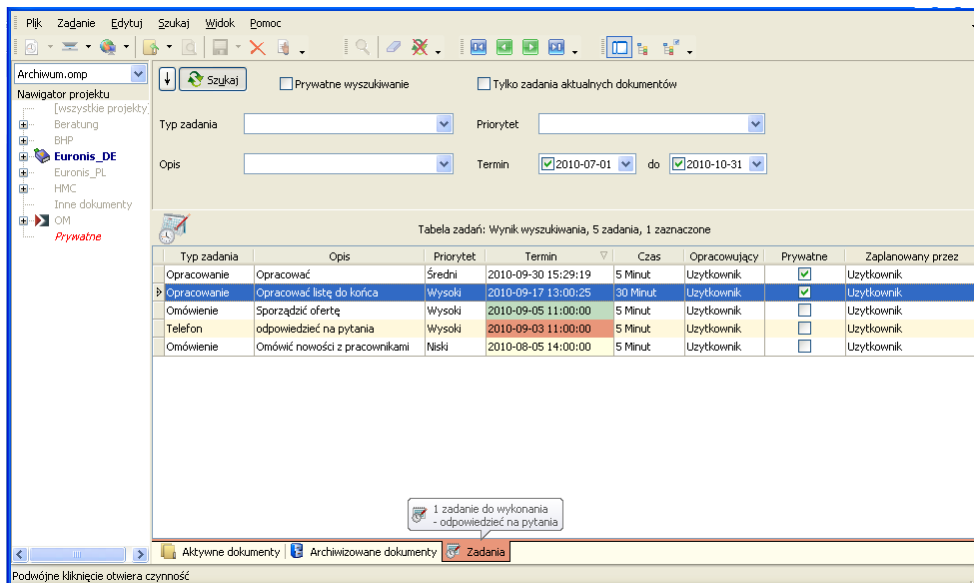 Plik Zadanie Edytuj Szukaj Widok Pomoc
Archiwum.omp
Nawigator projektu
[wszystkie projekty]
Beratung
BHP
Euronis_DE
Euronis_PL
HMC
Inne dokumenty
OM
Prywatne
Szukaj Prywatne wyszukiwanie Tylko zadania aktualnych dokumentów
Typ zadania Priorytet
Opis Termin 2010-07-01 do 2010-10-31
Tabela zadań: Wynik wyszukiwania, 5 zadania, 1 zaznaczone
Typ zadania Opis Priorytet Termin Czas Opracowujący Prywatne Zaplanowany przez
Opracowanie Opracować Średni 2010-09-30 15:29:19 5 Minut Uzytkownik Uzytkownik
Opracowanie Opracować listę do końca Wysoki 2010-09-17 13:00:25 30 Minut Uzytkownik Uzytkownik
Omówienie Sporządzić ofertę Wysoki 2010-09-05 11:00:00 5 Minut Uzytkownik Uzytkownik
Telefon odpowiedzieć na pytania Wysoki 2010-09-03 11:00:00 5 Minut Uzytkownik Uzytkownik
Omówienie Omówić nowości z pracownikami Niski 2010-08-05 14:00:00 5 Minut Uzytkownik Uzytkownik
1 zadanie do wykonania
- odpowiedzieć na pytania
Aktywne dokumenty Archiwizowane dokumenty Zadania
Podwójne kliknięcie otwiera czynność